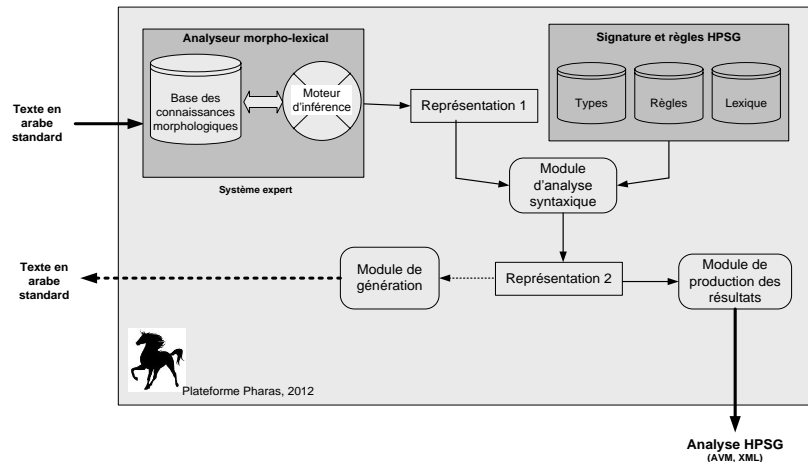 Analyseur morpho-lexical
Signature et règles HPSG
Texte en
arabe
standard
Base des
connaissances
morphologiques
Moteur
d'inférence
Représentation 1
Types
Règles
Lexique
Système expert
Module
d'analyse
syntaxique
Texte en
arabe
standard
Module de
génération
Représentation 2
Module de
production des
résultats
Plateforme Pharas, 2012
Analyse HPSG
(AVM, XML)